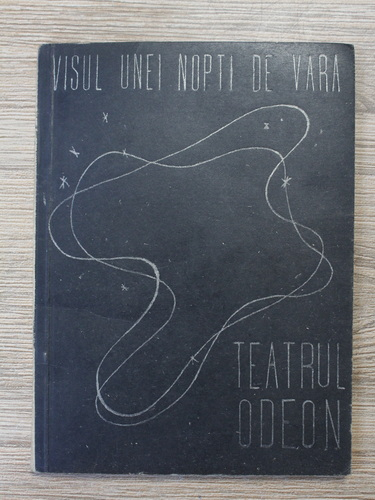 VISUL UNEI NOPTI DE VARA
TEATRUL
ODEON